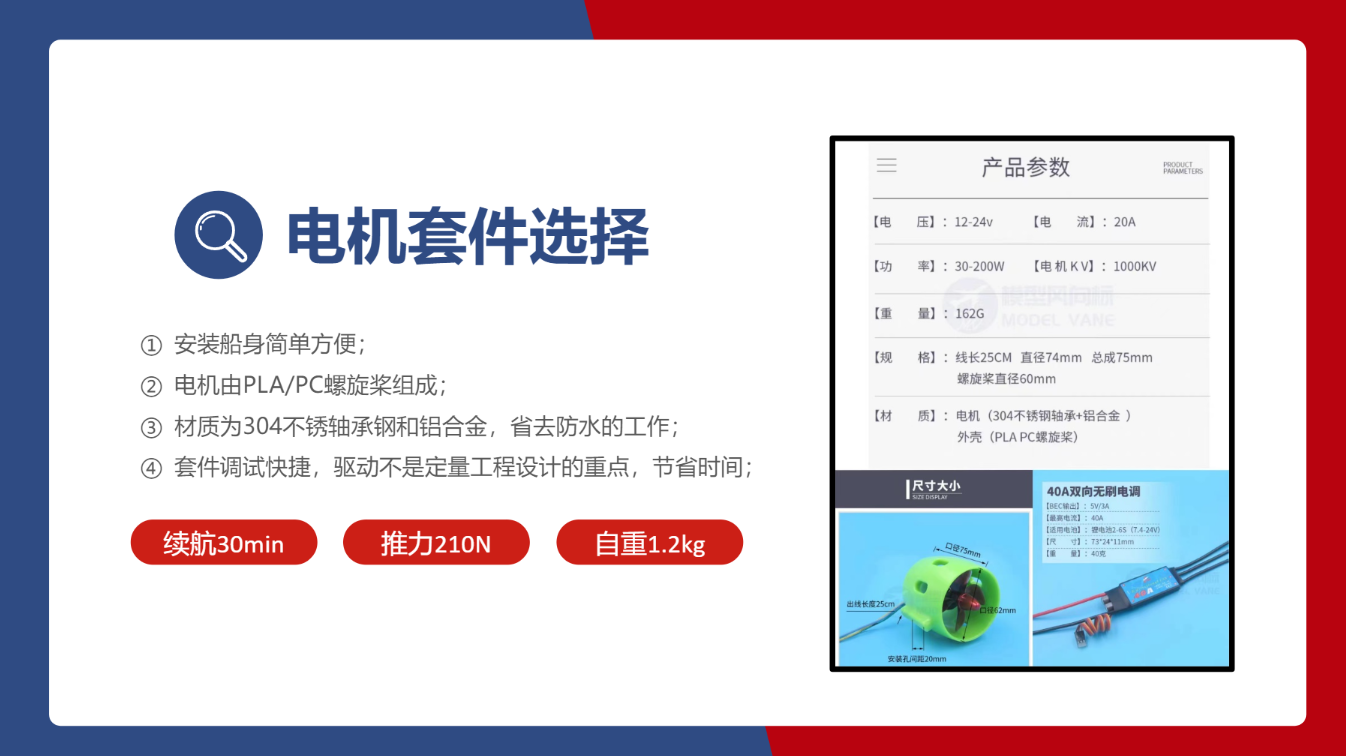 电机套件选择
① 安装船身简单方便；
② 电机由PLA/PC螺旋桨组成；
③ 材质为304不锈轴承钢和铝合金，省去防水的工作；
④ 套件调试快捷，驱动不是定量工程设计的重点，节省时间；
续航30min 推力210N 自重1.2kg
产品参数
PRODUCT
PARAMETERS
【电 压】：12-24v 【电 流】：20A
【功 率】：30-200W 【电机KV】：1000KV
模型风向标
MODEL VANE
【重 量】：162G
【规 格】：线长25CM 直径74mm 总成75mm
螺旋桨直径60mm
【材 质】：电机（304不锈钢轴承+铝合金 ）
外壳（PLA PC螺旋桨）
尺寸大小
SIZE DISPLAY
口径75mm
出线长度25cm
口径62mm
安装孔间距20mm
40A双向无刷电调
【BEC输出】：5V/3A
【最高电流】：40A
【适用电池】：锂电池2-6S（7.4-24V）
【尺 寸】：73*24*11mm
【重 量】：40克